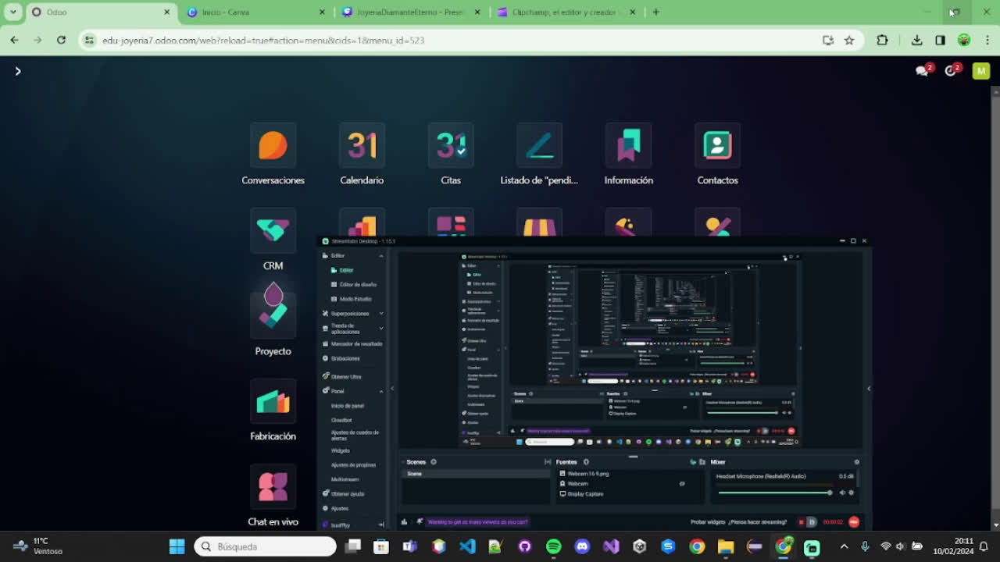 Odoo
Inicio - Canva
JoyeriaDiamanteEterno - Prese
Clipchamp, el editor y creador
edu-joyeria7.odoo.com/web?reload=true#action=menu&cids=1&menu_id=523
2
2
M
31
31
Conversaciones
Calendario
Citas
Listado de "pendi...
Información
Contactos
CRM
Proyecto
Fabricación
Chat en vivo
Streamlabs Desktop - 1.15.1
Editor
Editor
Editor de diseño
Modo Estudio
Superposiciones
Tienda de
aplicaciones
Marcador de resaltado
Grabaciones
Obtener Ultra
Panel
Inicio de panel
Cloudbot
Ajustes de cuadro de
alertas
Widgets
Ajustes de propinas
Multistream
Obtener ayuda
Ajustes
Scenes
Scene
Fuentes
Webcam 16 9.png
Webcam
Display Capture
Mixer
Headset Microphone (Realtek(R) Audio)
0.0 dB
Wanting to get as many viewers as you can?
Probar widgets
¿Piensa hacer streaming?
00:00:02
REC
11°C
Ventoso
Búsqueda
20:11
10/02/2024